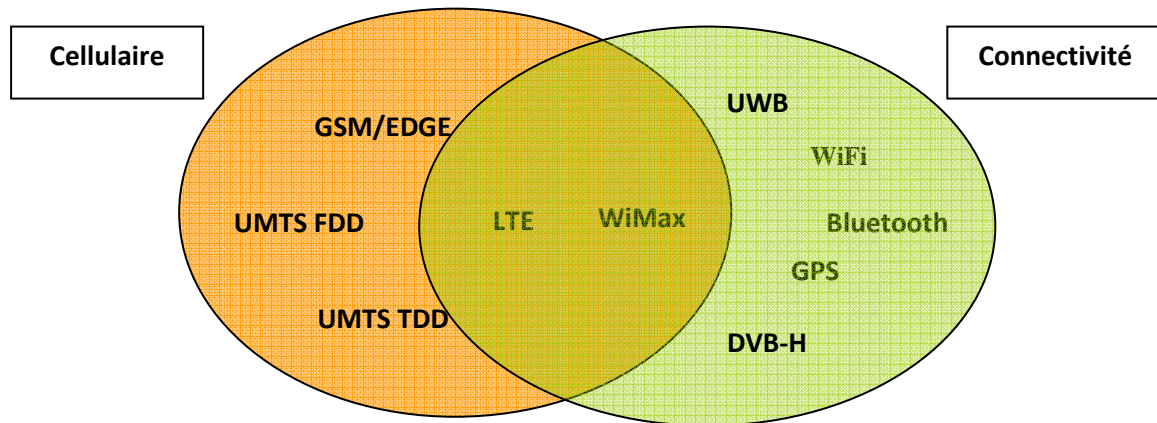 Cellulaire
Connectivité
GSM/EDGE
UMTS FDD
UMTS TDD
LTE
WiMax
UWB
WiFi
Bluetooth
GPS
DVB-H